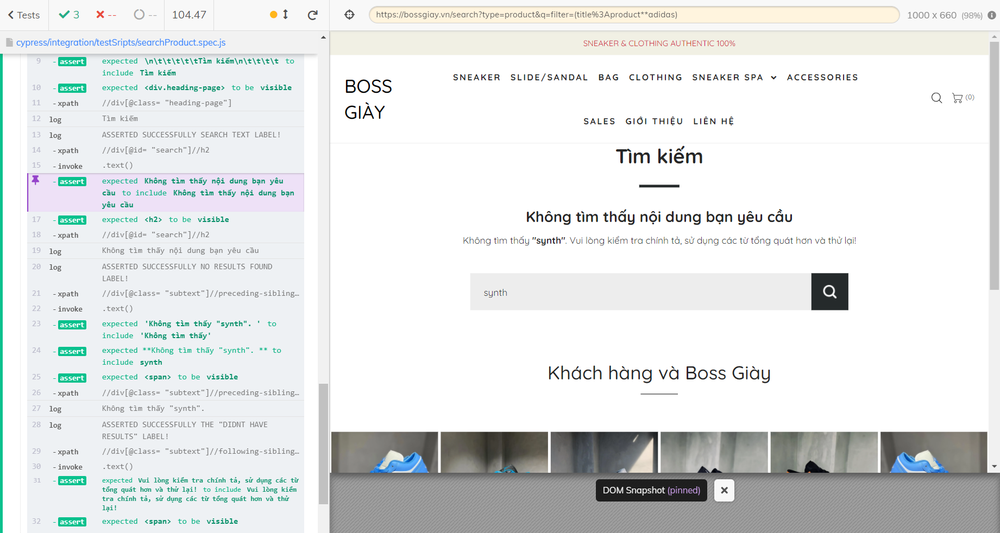 Tests
3
--
--
104.47
https://bossgiay.vn/search?type=product&q=filter=(title%3Aproduct**adidas)
1000 x 660 (98%)
cypress/integration/testSripts/searchProduct.spec.js
9 -assert expected \n\t\t\t\t\tTìm kiếm\n\t\t\t\t to
include Tìm kiếm
10 -assert expected <div.heading-page> to be visible
11 -xpath //div[@class= "heading-page"]
12 log Tìm kiếm
13 log ASSERTED SUCCESSFULLY SEARCH TEXT LABEL!
14 -xpath //div[@id= "search"]//h2
15 -invoke .text()
-assert expected Không tìm thấy nội dung bạn yêu
cầu to include Không tìm thấy nội dung bạn
yêu cầu
17 -assert expected <h2> to be visible
18 -xpath //div[@id= "search"]//h2
19 log Không tìm thấy nội dung bạn yêu cầu
20 log ASSERTED SUCCESSFULLY NO RESULTS FOUND
LABEL!
21 -xpath //div[@class= "subtext"]//preceding-sibling…
22 -invoke .text()
23 -assert expected 'Không tìm thấy "synth". ' to
include 'Không tìm thấy'
24 -assert expected **Không tìm thấy "synth". ** to
include synth
25 -assert expected <span> to be visible
26 -xpath //div[@class= "subtext"]//preceding-sibling…
27 log Không tìm thấy "synth".
28 log ASSERTED SUCCESSFULLY THE "DIDNT HAVE
RESULTS" LABEL!
29 -xpath //div[@class= "subtext"]//following-sibling…
30 -invoke .text()
31 -assert expected Vui lòng kiểm tra chính tả, sử dụng các từ
tổng quát hơn và thử lại! to include Vui lòng kiểm
tra chính tả, sử dụng các từ tổng quát hơn và thử
lại!
32 -assert expected <span> to be visible
SNEAKER & CLOTHING AUTHENTIC 100%
BOSS
GIÀY
SNEAKER SLIDE/SANDAL BAG CLOTHING SNEAKER SPA ACCESSORIES
SALES GIỚI THIỆU LIÊN HỆ
(0)
Tìm kiếm
Không tìm thấy nội dung bạn yêu cầu
Không tìm thấy "synth". Vui lòng kiểm tra chính tả, sử dụng các từ tổng quát hơn và thử lại!
synth
Khách hàng và Boss Giày
DOM Snapshot (pinned)